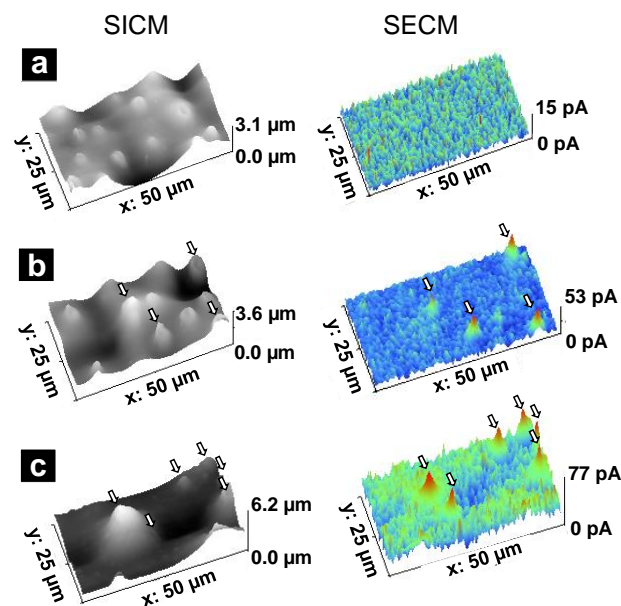 SICM SECM
a
3.1 µm
0.0 µm
y: 25 µm
x: 50 µm
15 pA
0 pA
y: 25 µm
x: 50 µm
b
3.6 µm
0.0 µm
y: 25 µm
x: 50 µm
53 pA
0 pA
y: 25 µm
x: 50 µm
c
6.2 µm
0.0 µm
y: 25 µm
x: 50 µm
77 pA
0 pA
y: 25 µm
x: 50 µm